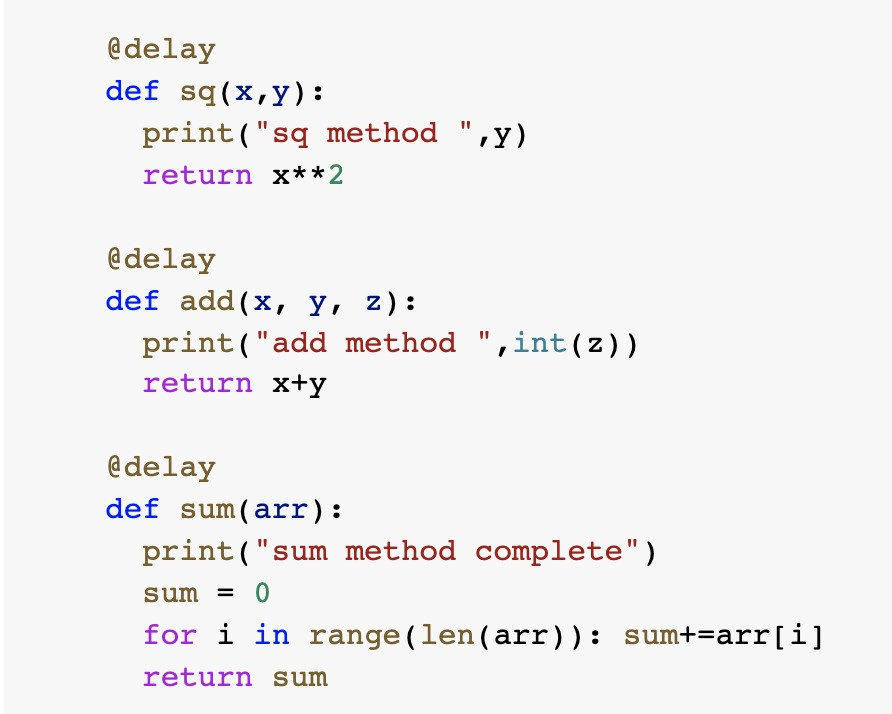 @delay
def sq(x,y):
  print("sq method ",y)
  return x**2

@delay
def add(x, y, z):
  print("add method ",int(z))
  return x+y

@delay
def sum(arr):
  print("sum method complete")
  sum = 0
  for i in range(len(arr)): sum+=arr[i]
  return sum